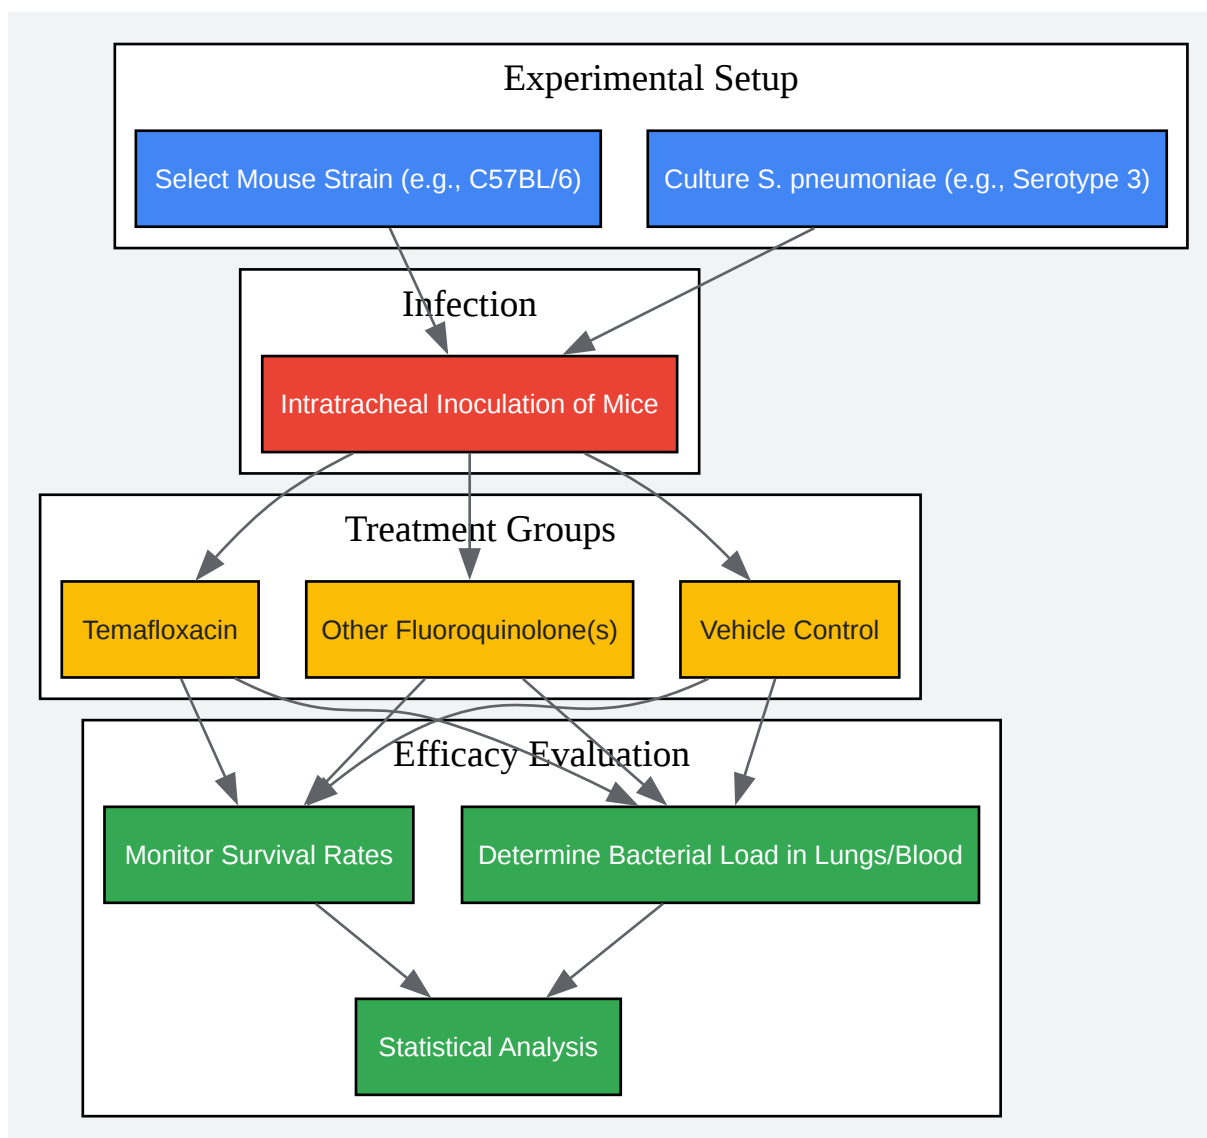 Experimental Setup
Select Mouse Strain (e.g., C57BL/6)
Culture S. pneumoniae (e.g., Serotype 3)
Infection
Intratracheal Inoculation of Mice
Treatment Groups
Temafloxacin
Other Fluoroquinolone(s)
Vehicle Control
Efficacy Evaluation
Monitor Survival Rates
Determine Bacterial Load in Lungs/Blood
Statistical Analysis